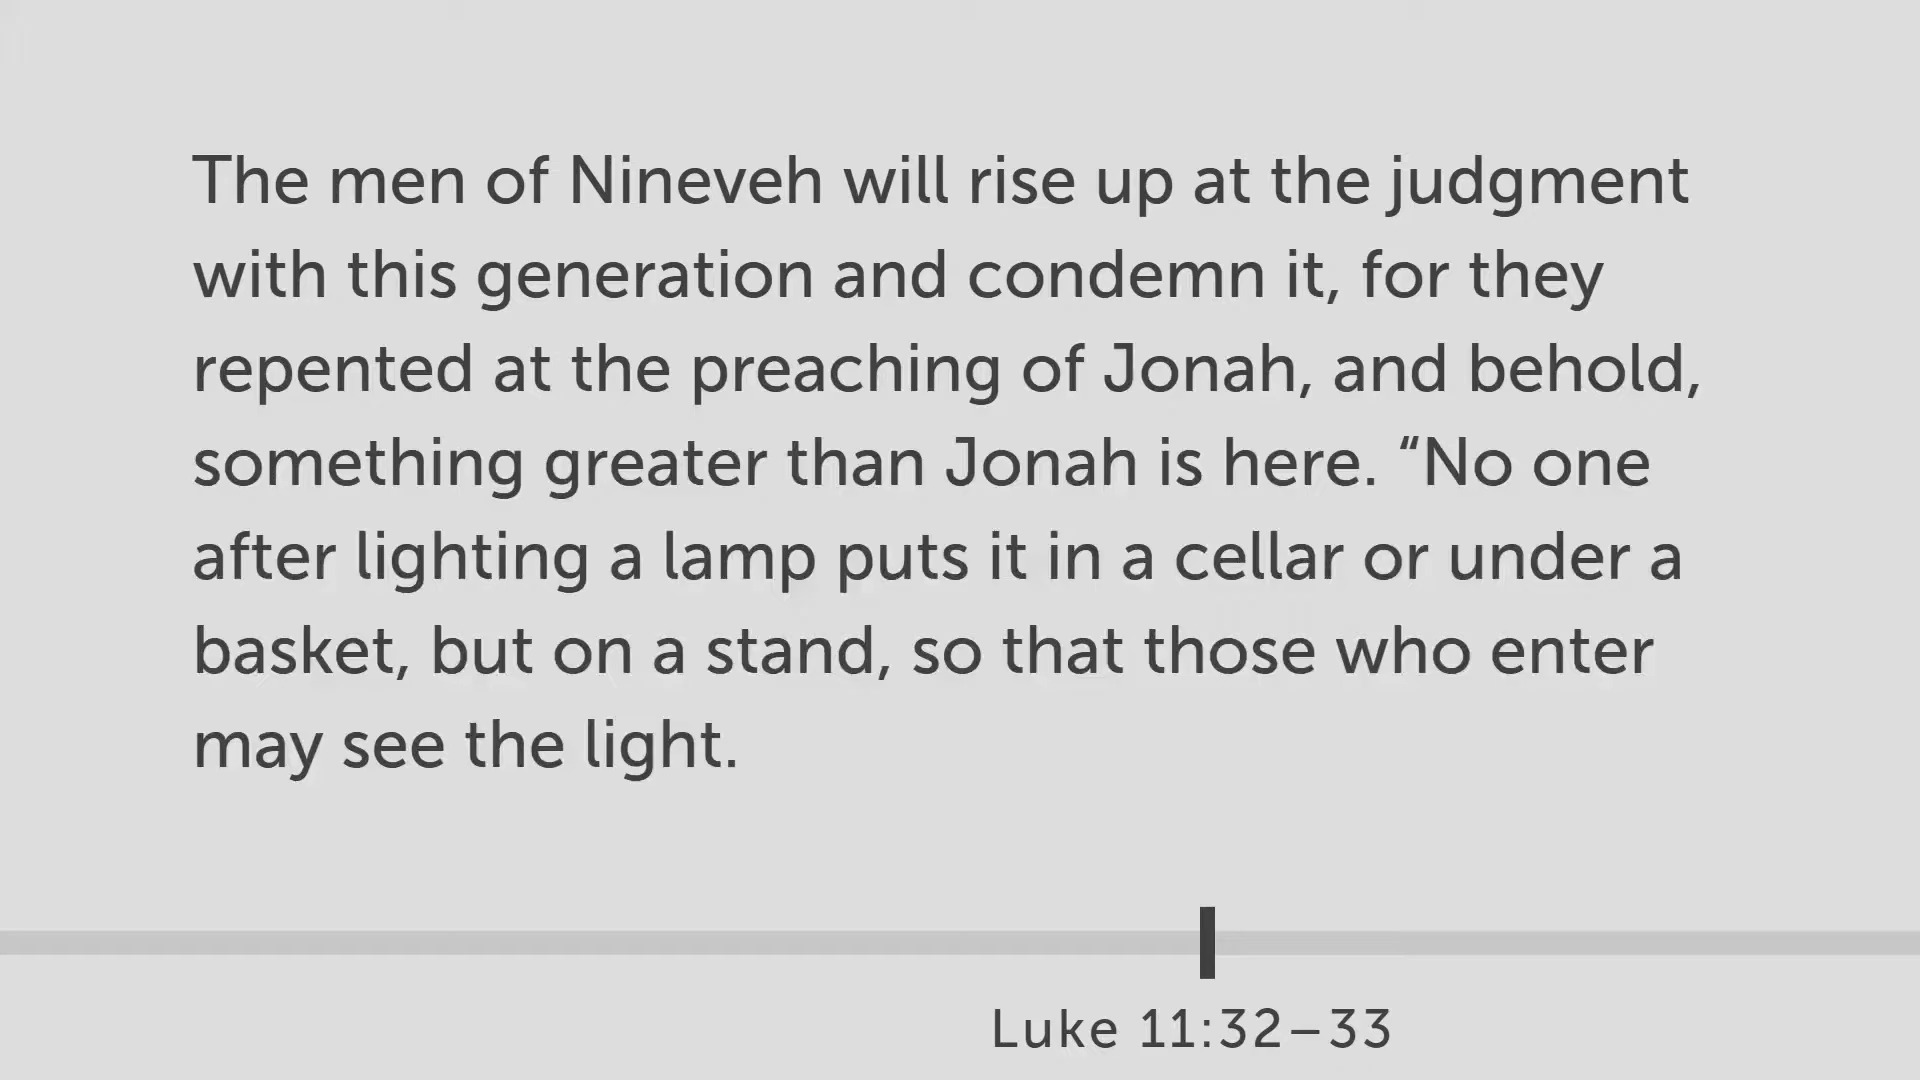 The men of Nineveh will rise up at the judgment
with this generation and condemn it, for they
repented at the preaching of Jonah, and behold,
something greater than Jonah is here. “No one
after lighting a lamp puts it in a cellar or under a
basket, but on a stand, so that those who enter
may see the light.
Luke 11:32–33